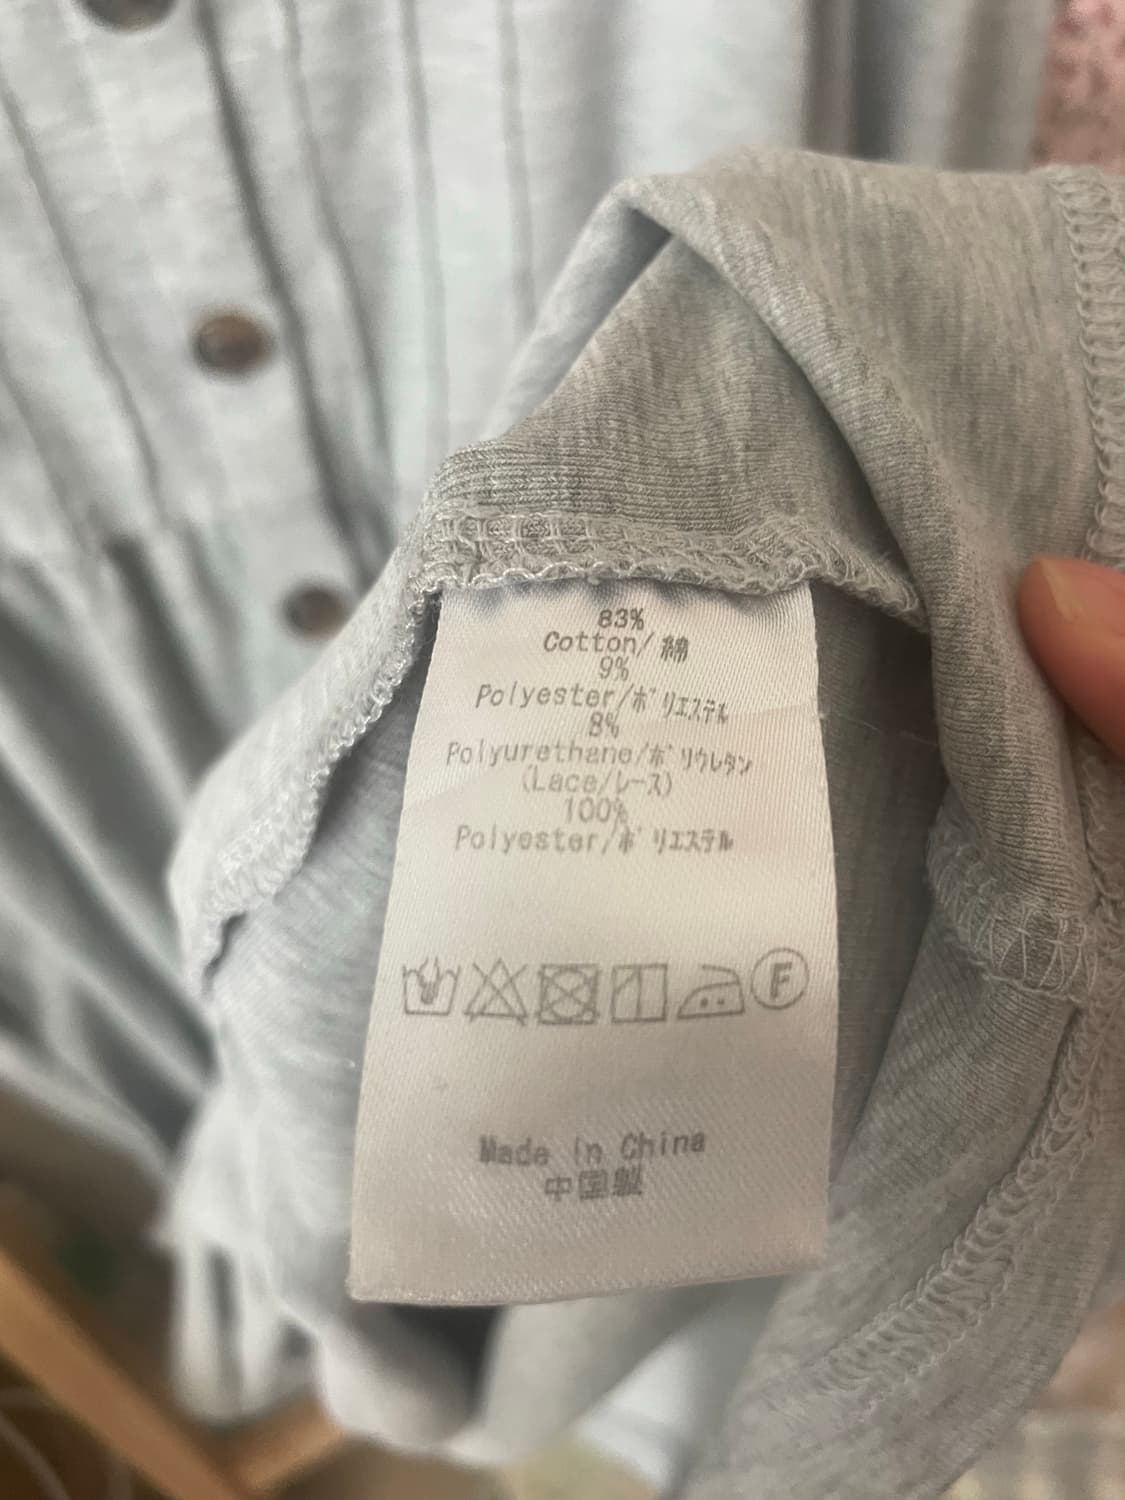 83%
Cotton/綿
9%
Polyester/ポリエステル
8%
Polyurethane/ポリウレタン
(Lace/レース)
100%
Polyester/ポリエステル
F
Made in China
中国製